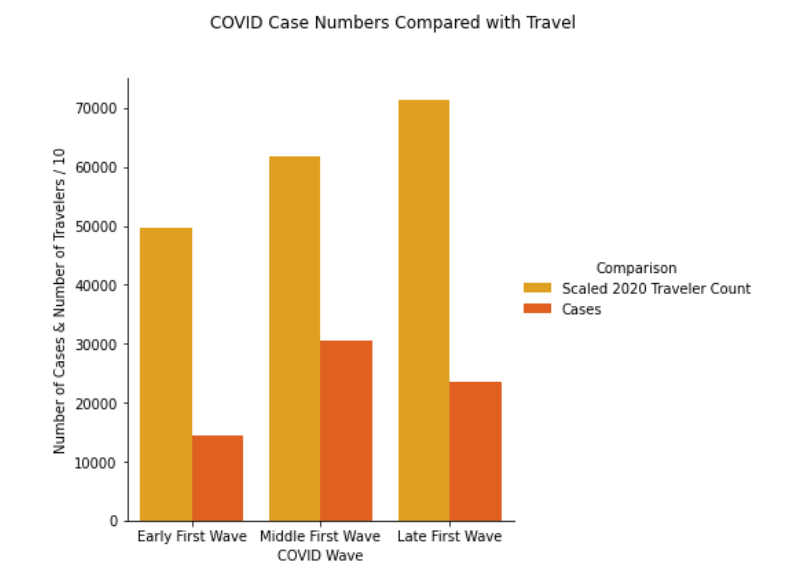 COVID Case Numbers Compared with Travel
Number of Cases & Number of Travelers / 10
70000
60000
50000
40000
30000
20000
10000
0
Early First Wave
Middle First Wave
Late First Wave
COVID Wave
Comparison
Scaled 2020 Traveler Count
Cases